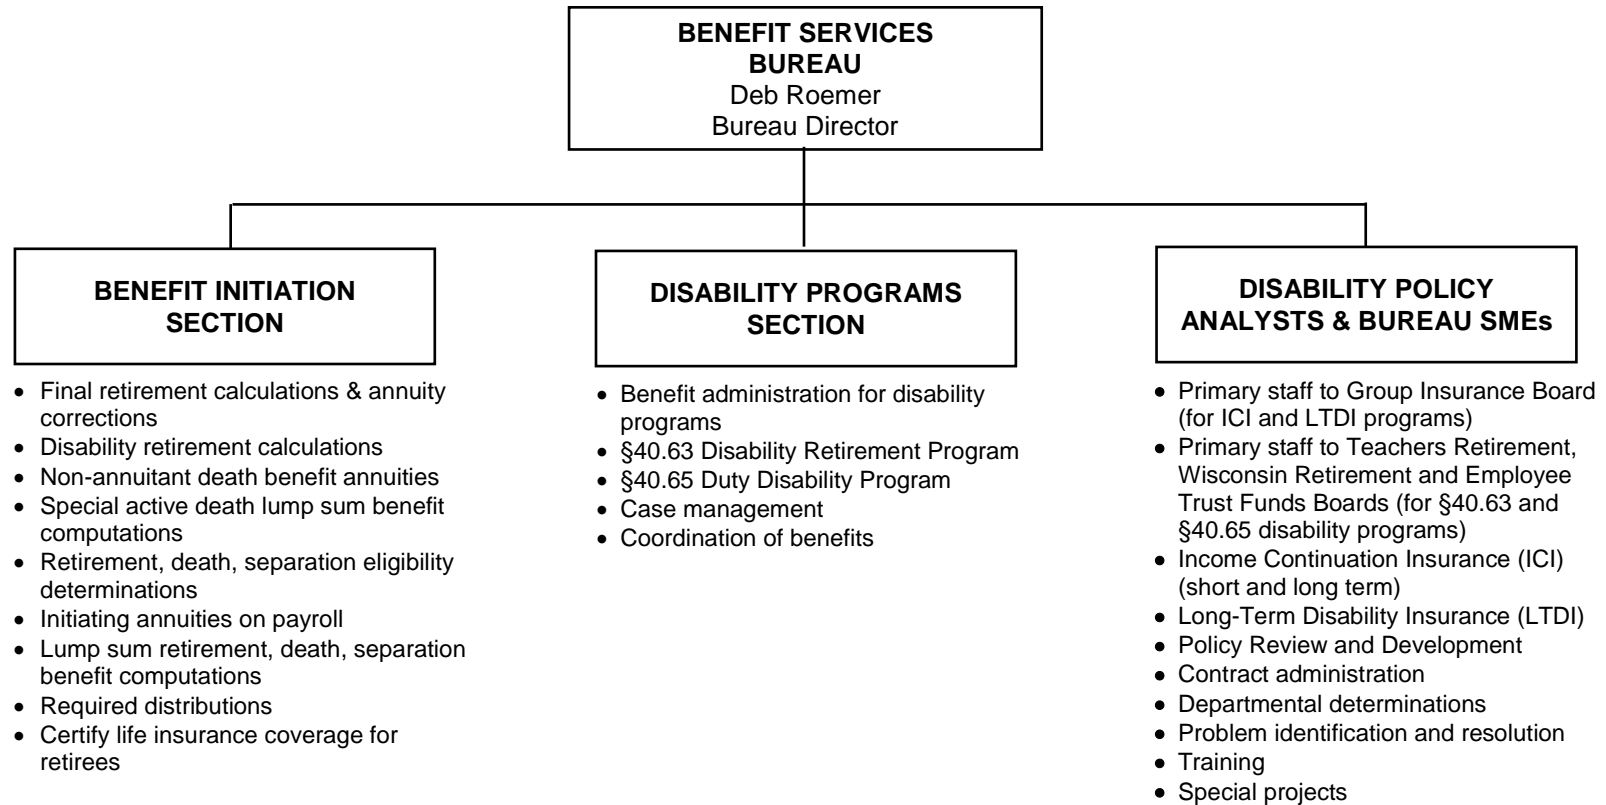 BENEFIT SERVICES
BUREAU
Deb Roemer
Bureau Director
BENEFIT INITIATION
SECTION
• Final retirement calculations & annuity
corrections
• Disability retirement calculations
• Non-annuitant death benefit annuities
• Special active death lump sum benefit
computations
• Retirement, death, separation eligibility
determinations
• Initiating annuities on payroll
• Lump sum retirement, death, separation
benefit computations
• Required distributions
• Certify life insurance coverage for
retirees
DISABILITY PROGRAMS
SECTION
• Benefit administration for disability
programs
• §40.63 Disability Retirement Program
• §40.65 Duty Disability Program
• Case management
• Coordination of benefits
DISABILITY POLICY
ANALYSTS & BUREAU SMEs
• Primary staff to Group Insurance Board
(for ICI and LTDI programs)
• Primary staff to Teachers Retirement,
Wisconsin Retirement and Employee
Trust Funds Boards (for §40.63 and
§40.65 disability programs)
• Income Continuation Insurance (ICI)
(short and long term)
• Long-Term Disability Insurance (LTDI)
• Policy Review and Development
• Contract administration
• Departmental determinations
• Problem identification and resolution
• Training
• Special projects